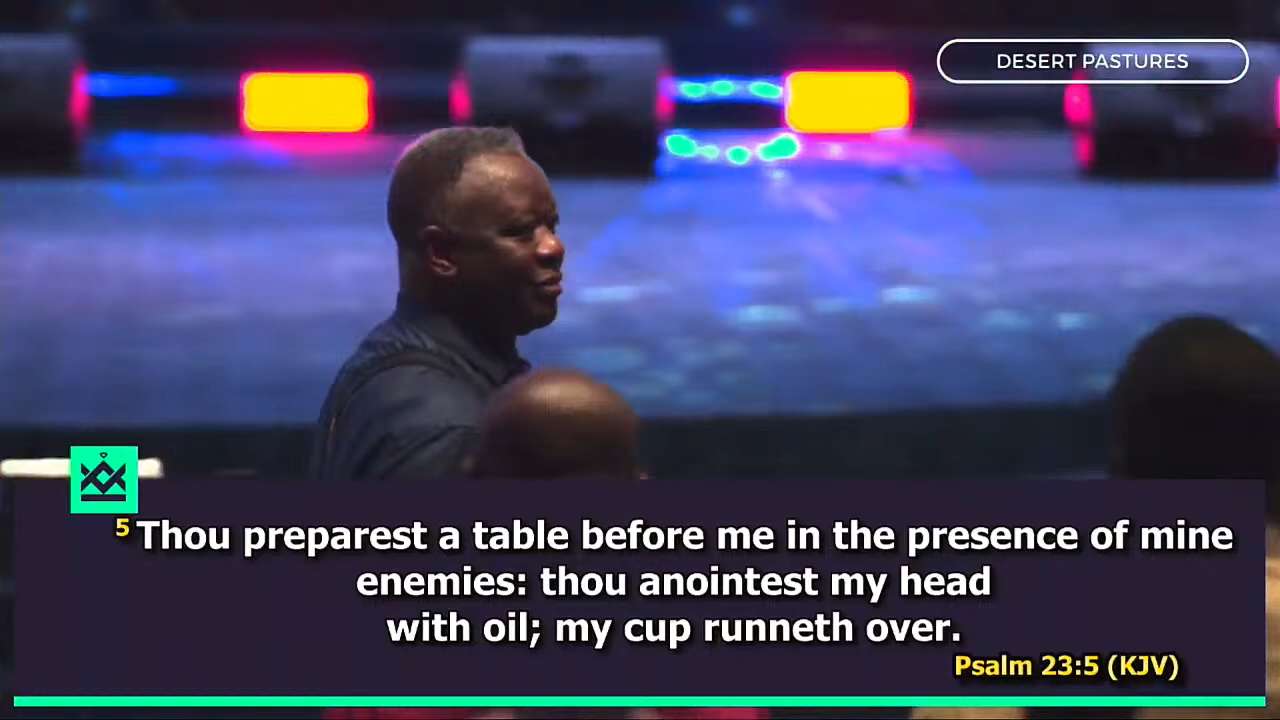 DESERT PASTURES
5 Thou preparest a table before me in the presence of mine
enemies: thou anointest my head
with oil; my cup runneth over.
Psalm 23:5 (KJV)